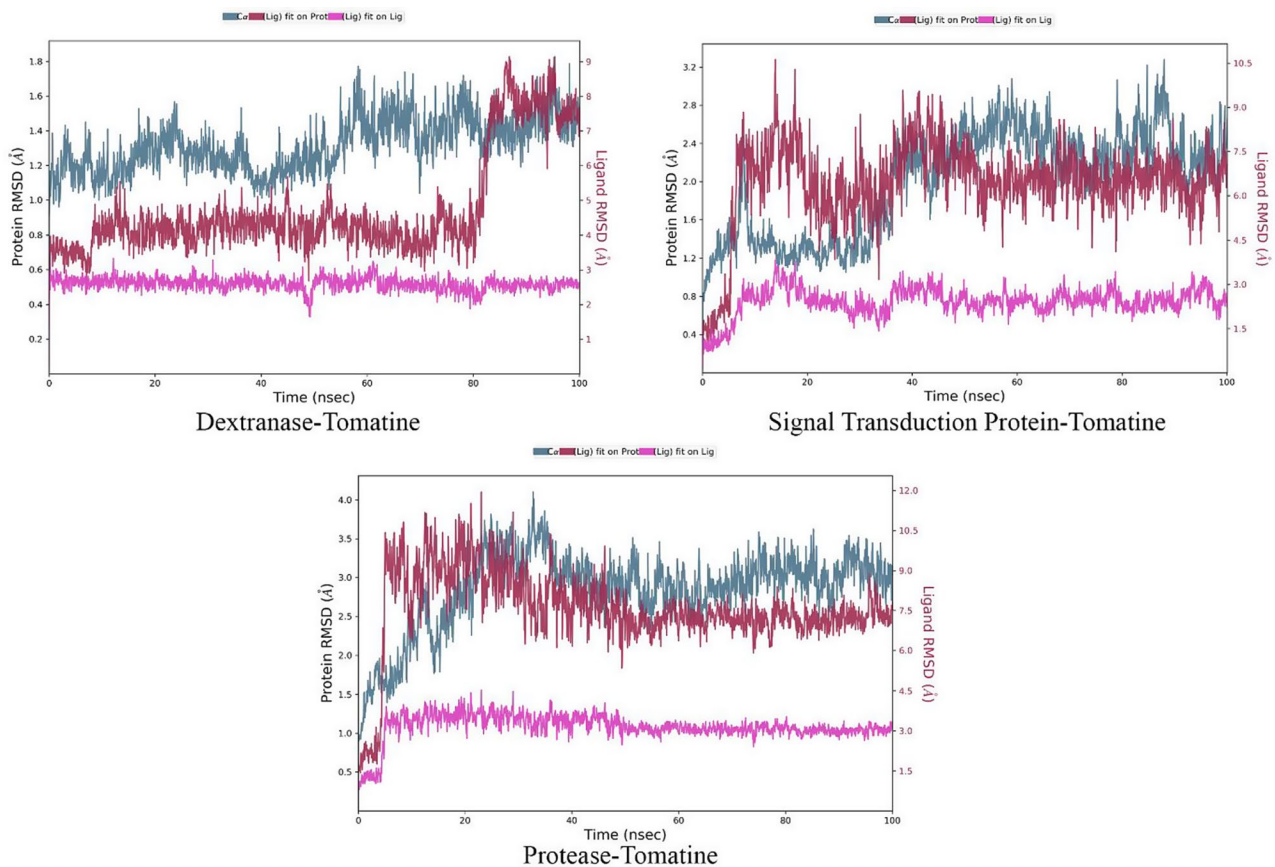 Cα (Lig) fit on Prot (Lig) fit on Lig
Protein RMSD (Å)
1.8
1.6
1.4
1.2
1.0
0.8
0.6
0.4
0.2
9
8
7
6
5
4
3
2
1
Ligand RMSD (Å)
0 20 40 60 80 100
Time (nsec)
Dextranase-Tomatine
Cα (Lig) fit on Prot (Lig) fit on Lig
Protein RMSD (Å)
3.2
2.8
2.4
2.0
1.6
1.2
0.8
0.4
10.5
9.0
7.5
6.0
4.5
3.0
1.5
Ligand RMSD (Å)
0 20 40 60 80 100
Time (nsec)
Signal Transduction Protein-Tomatine
Cα (Lig) fit on Prot (Lig) fit on Lig
Protein RMSD (Å)
4.0
3.5
3.0
2.5
2.0
1.5
1.0
0.5
12.0
10.5
9.0
7.5
6.0
4.5
3.0
1.5
Ligand RMSD (Å)
0 20 40 60 80 100
Time (nsec)
Protease-Tomatine